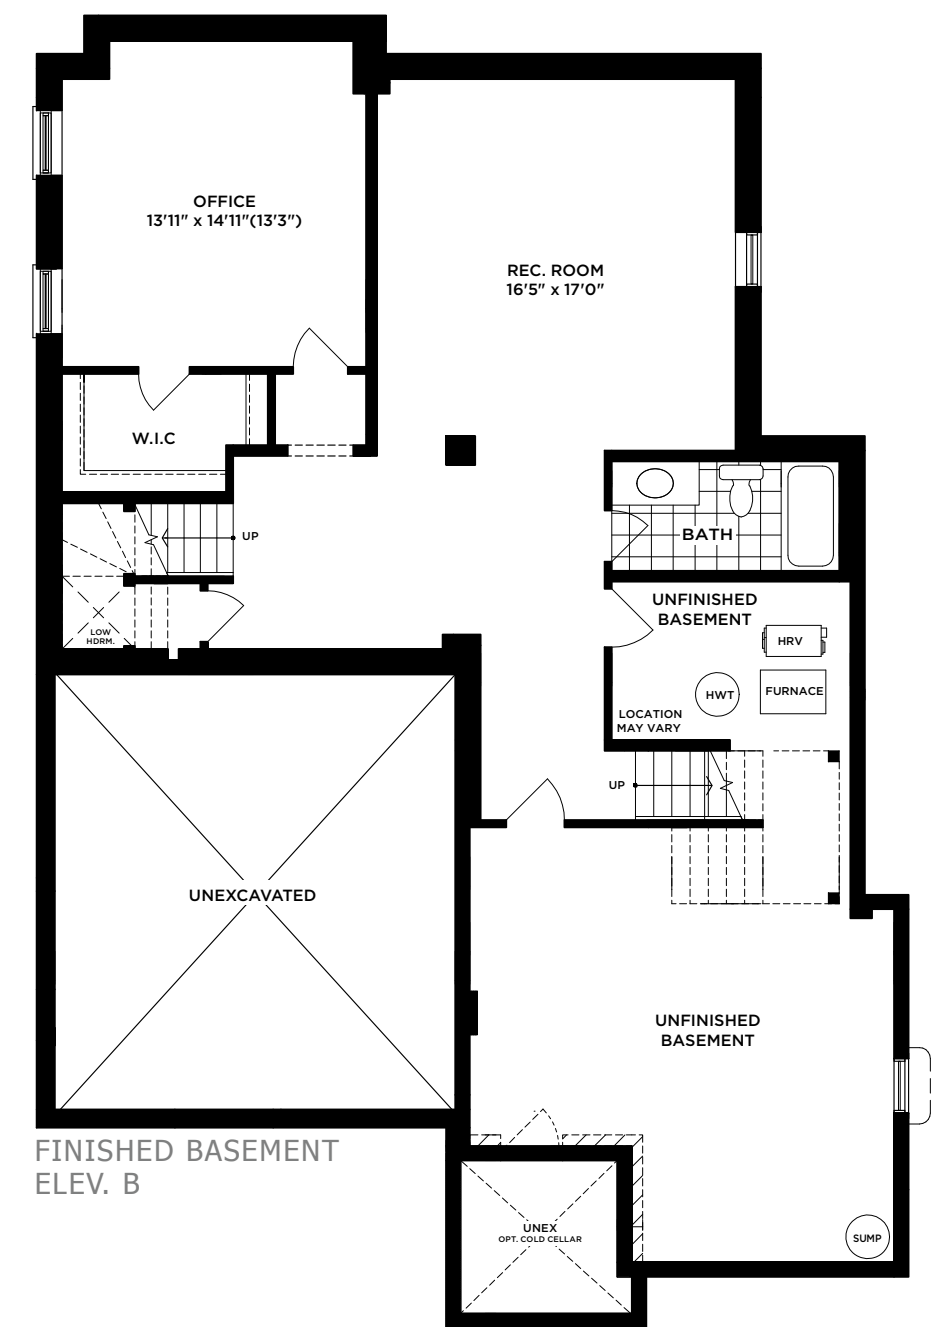 OFFICE
13'11" x 14'11"(13'3")
REC. ROOM
16'5" x 17'0"
W.I.C
UP
BATH
LOW
HDRM.
UNFINISHED
BASEMENT
HRV
HWT
FURNACE
LOCATION
MAY VARY
UP
UNEXCAVATED
UNFINISHED
BASEMENT
FINISHED BASEMENT
ELEV. B
UNEX
OPT. COLD CELLAR
SUMP